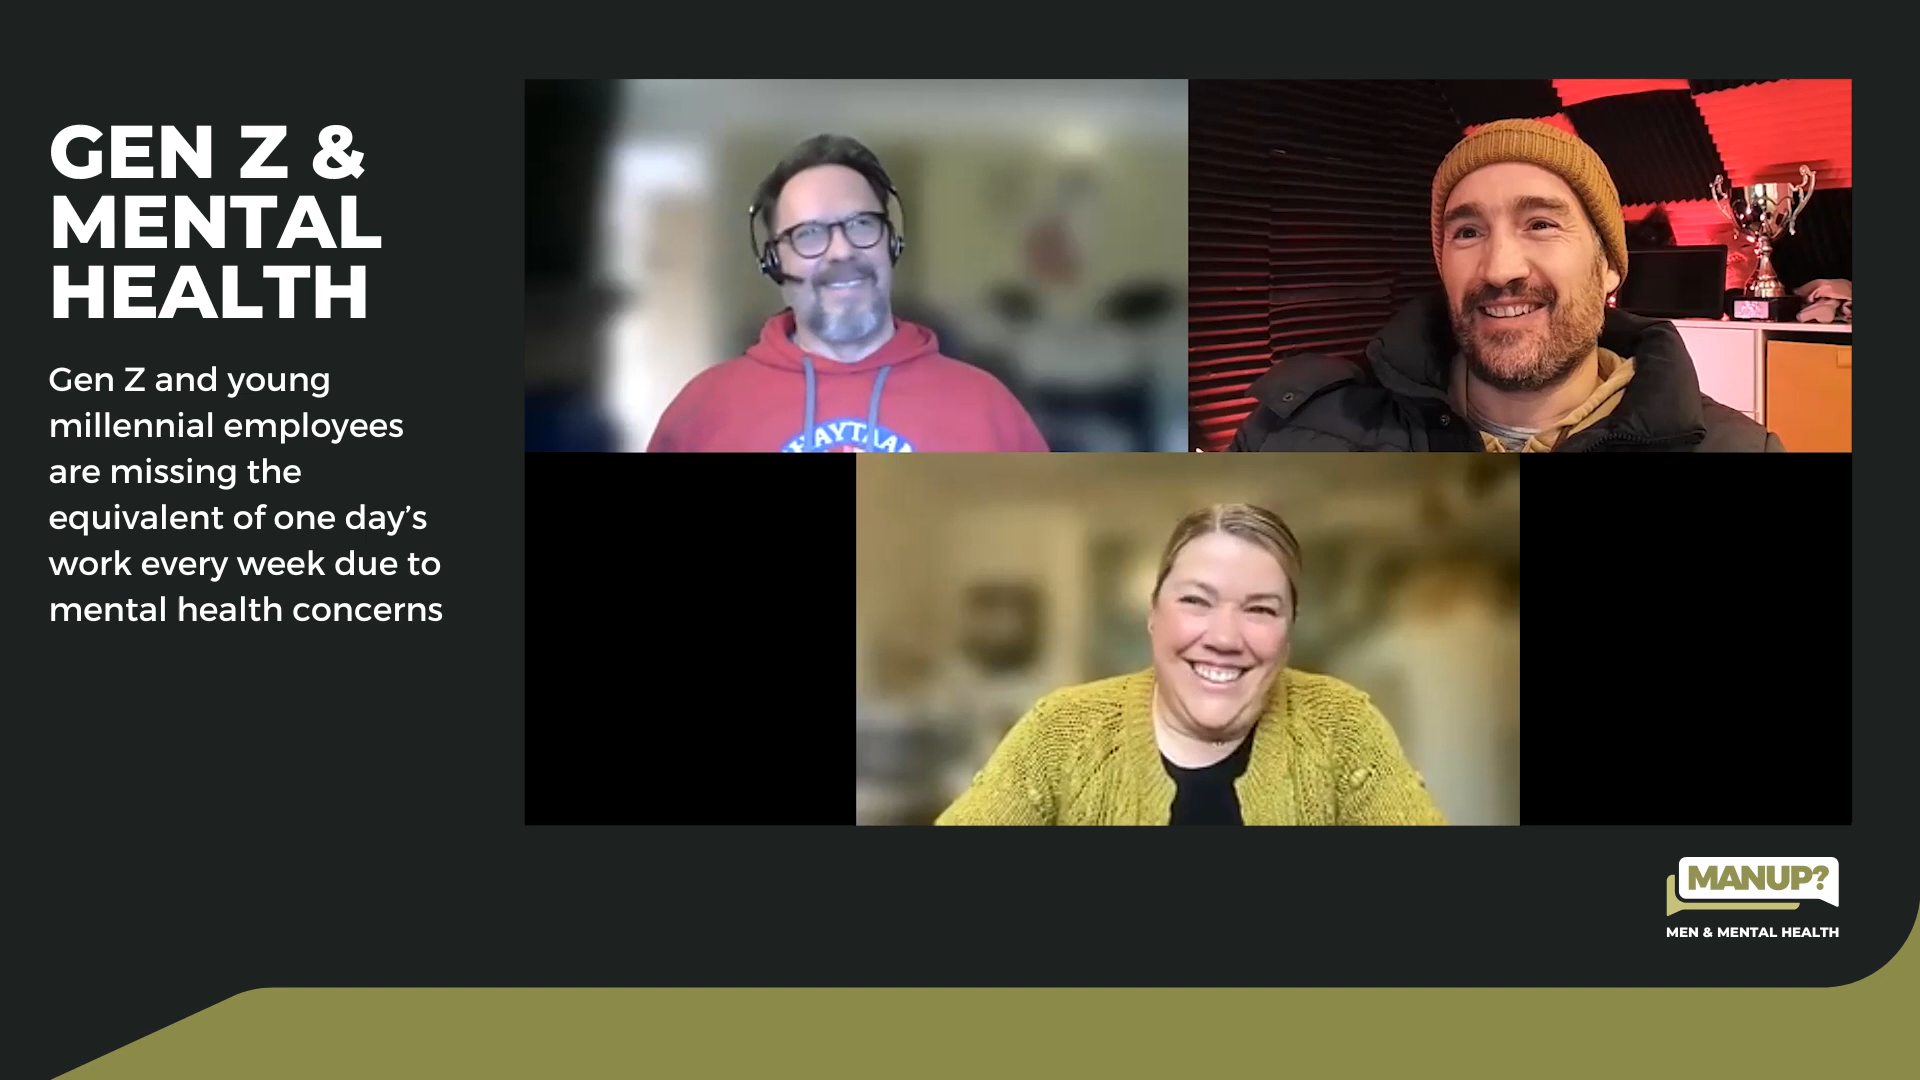 GEN Z &
MENTAL
HEALTH
Gen Z and young
millennial employees
are missing the
equivalent of one day’s
work every week due to
mental health concerns
MANUP?
MEN & MENTAL HEALTH